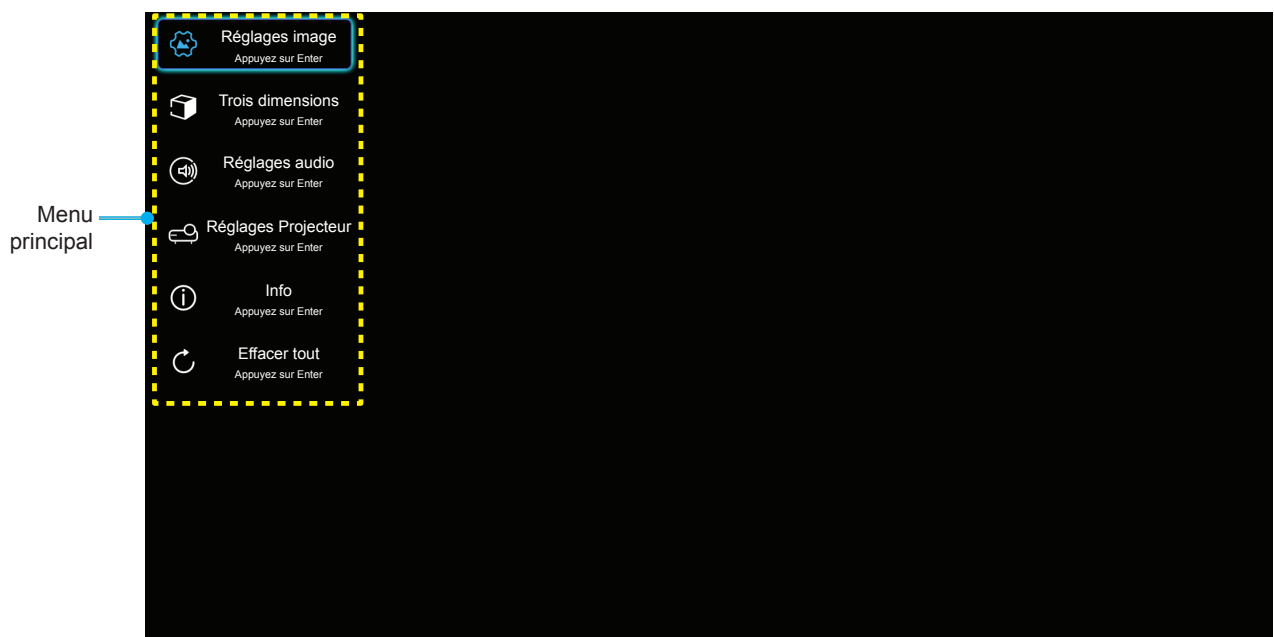 Réglages image
Appuyez sur Enter
Trois dimensions
Appuyez sur Enter
Réglages audio
Appuyez sur Enter
Menu
principal
Réglages Projecteur
Appuyez sur Enter
Info
Appuyez sur Enter
Effacer tout
Appuyez sur Enter